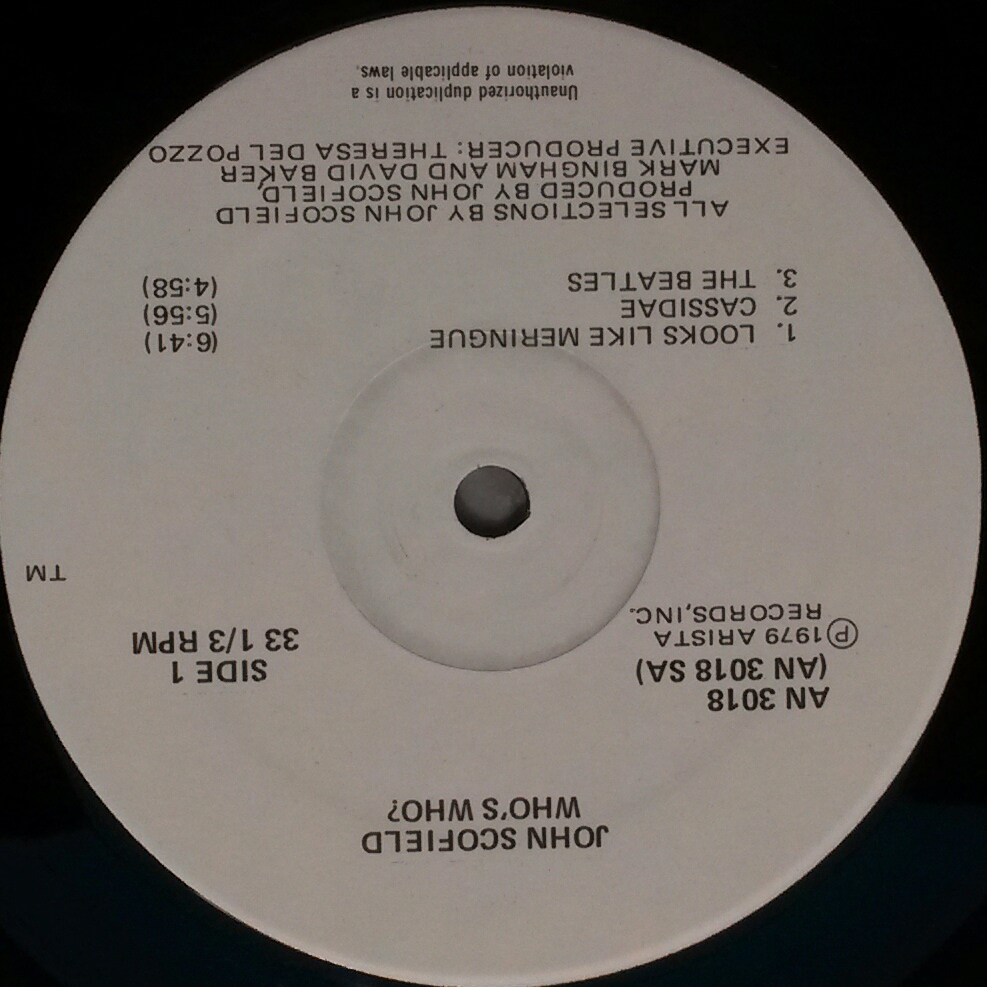 JOHN SCOFIELD
WHO'S WHO?
AN 3018
(AN 3018 SA)
Ⓟ1979 ARISTA
RECORDS,INC.
SIDE 1
33 1/3 RPM
TM
1. LOOKS LIKE MERINGUE (6:41)
2. CASSIDAE (5:56)
3. THE BEATLES (4:58)
ALL SELECTIONS BY JOHN SCOFIELD
PRODUCED BY JOHN SCOFIELD,
MARK BINGHAM AND DAVID BAKER
EXECUTIVE PRODUCER: THERESA DEL POZZO
Unauthorized duplication is a
violation of applicable laws.